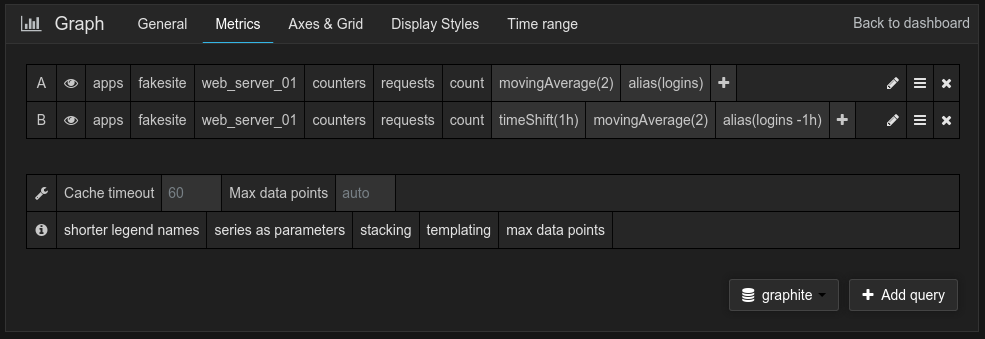 Graph General Metrics Axes & Grid Display Styles Time range Back to dashboard
A apps fakesite web_server_01 counters requests count movingAverage(2) alias(logins)
B apps fakesite web_server_01 counters requests count timeShift(1h) movingAverage(2) alias(logins -1h)
Cache timeout 60 Max data points auto
shorter legend names series as parameters stacking templating max data points
graphite Add query